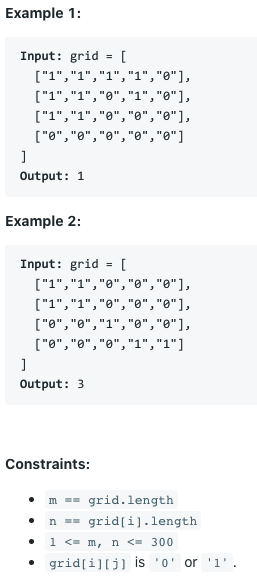 Example 1:
Input: grid = [
["1","1","1","1","0"],
["1","1","0","1","0"],
["1","1","0","0","0"],
["0","0","0","0","0"]
]
Output: 1
Example 2:
Input: grid = [
["1","1","0","0","0"],
["1","1","0","0","0"],
["0","0","1","0","0"],
["0","0","0","1","1"]
]
Output: 3
Constraints:
• m == grid.length
• n == grid[i].length
• 1 <= m, n <= 300
• grid[i][j] is '0' or '1'.